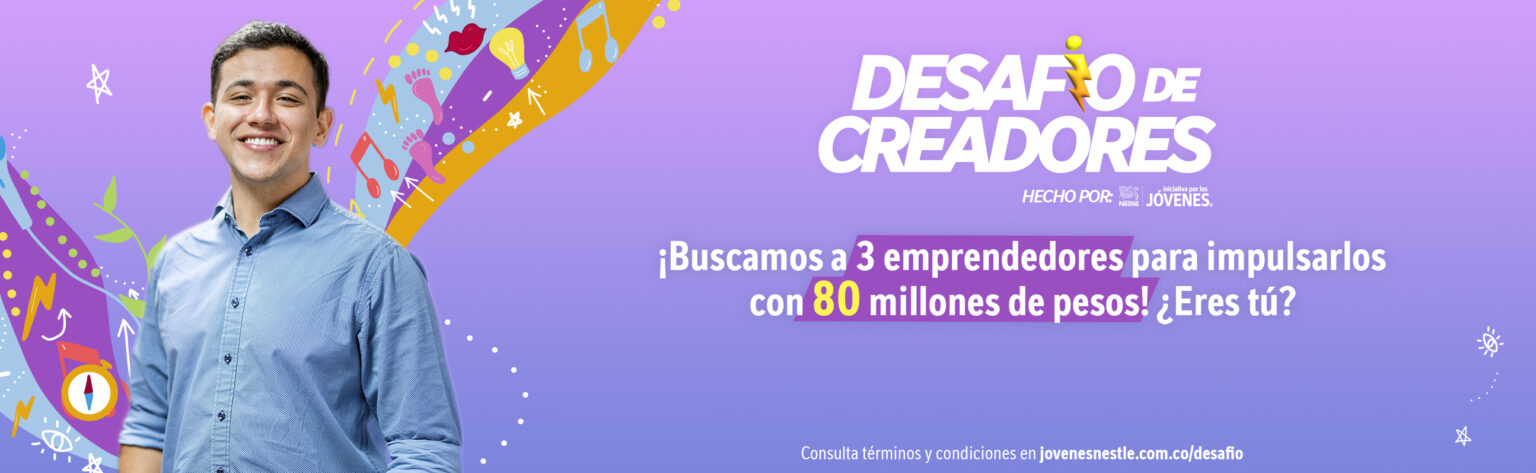 DESAFÍO DE
CREADORES
HECHO POR: Nestlé iniciativa por los JÓVENES.
¡Buscamos a 3 emprendedores para impulsarlos
con 80 millones de pesos! ¿Eres tú?
Consulta términos y condiciones en jovenesnestle.com.co/desafio